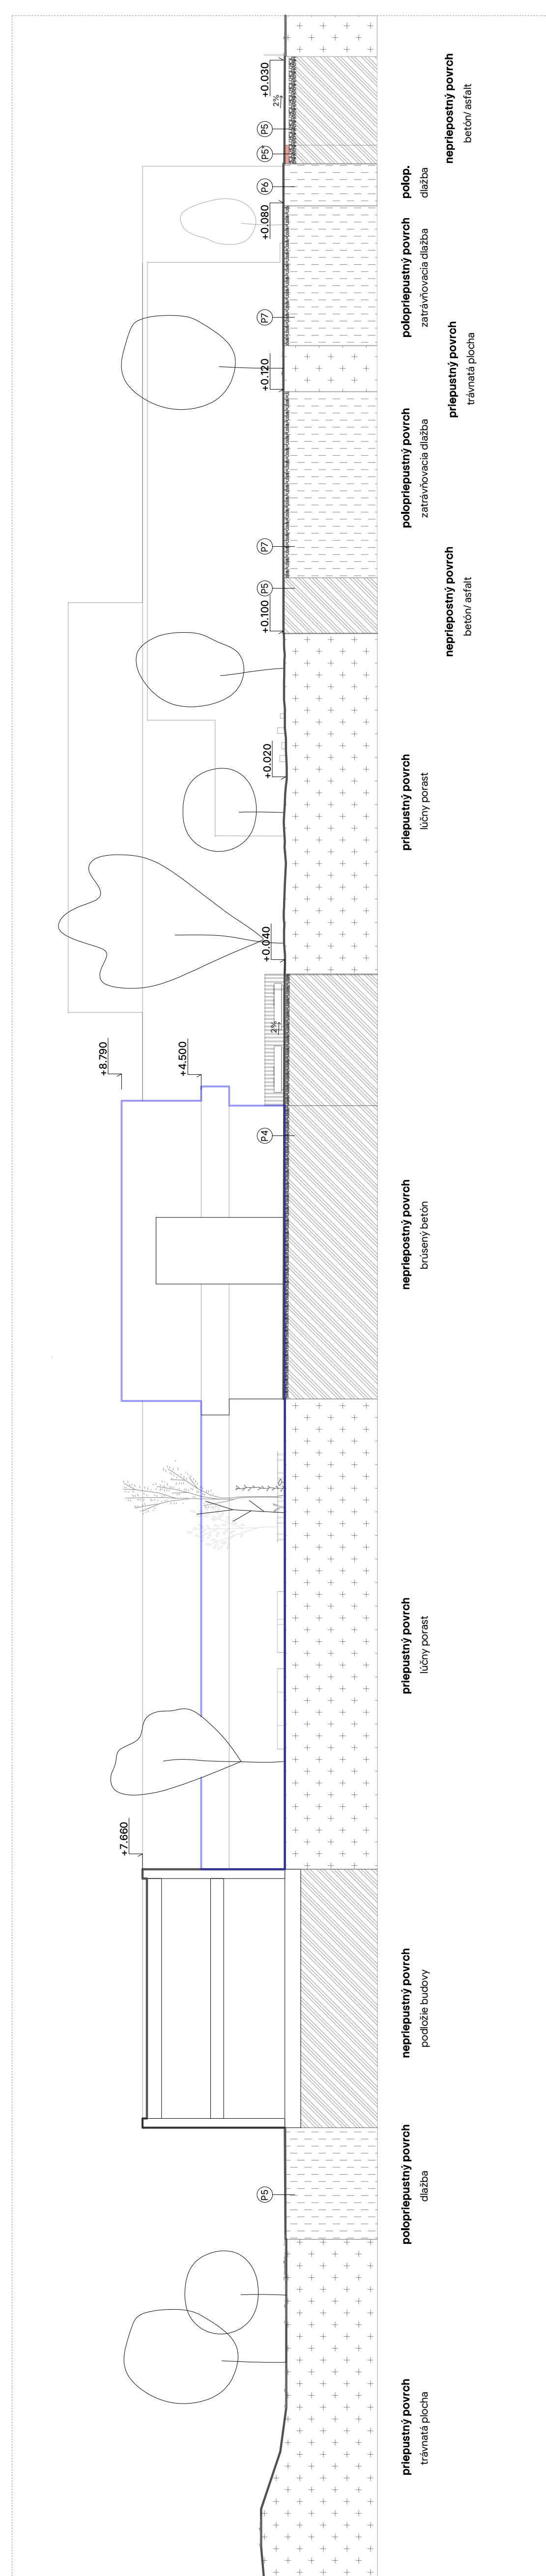 +8.790
+7.660
+4.500
P5
P4
2%
+0.040
+0.020
+0.100
P5
P7
+0.120
P7
+0.080
P6
P5'
P5
2%
+0.030
priepustný povrch
trávnatá plocha
polopriepustný povrch
dlažba
nepriepustný povrch
podložie budovy
priepustný povrch
lúčny porast
nepriepostný povrch
brúsený betón
priepustný povrch
lúčny porast
nepriepostný povrch
betón/ asfalt
polopriepustný povrch
zatrávňovacia dlažba
priepustný povrch
trávnatá plocha
polopriepustný povrch
zatrávňovacia dlažba
polop.
dlažba
nepriepostný povrch
betón/ asfalt